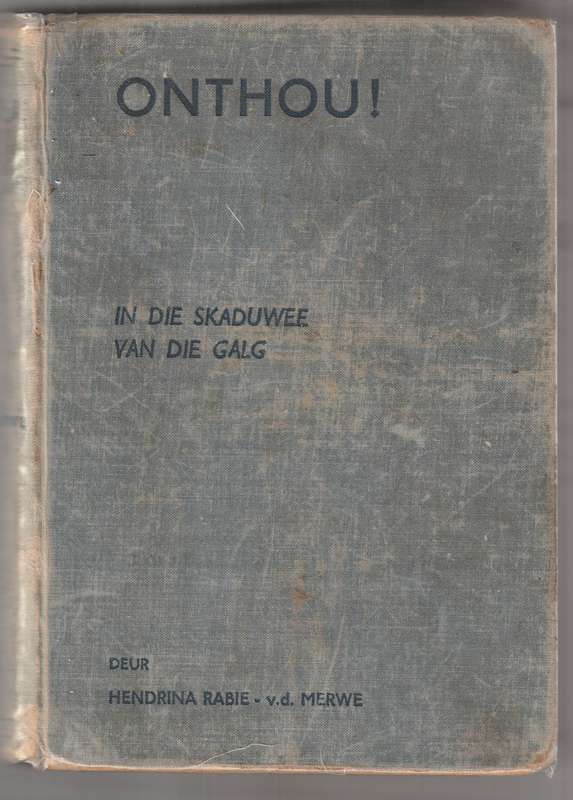 ONTHOU!
IN DIE SKADUWEE
VAN DIE GALG
DEUR
HENDRINA RABIE - v.d. MERWE